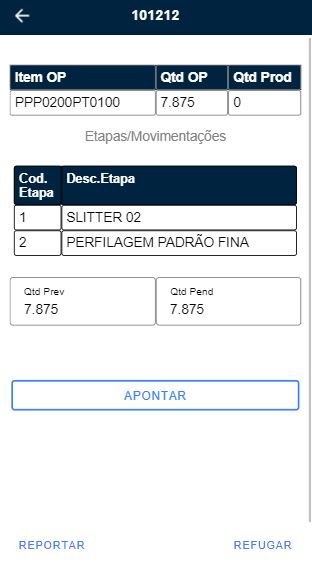 101212
Item OP Qtd OP Qtd Prod
PPP0200PT0100 7.875 0
Etapas/Movimentações
Cod. Etapa Desc.Etapa
1 SLITTER 02
2 PERFILAGEM PADRÃO FINA
Qtd Prev Qtd Pend
7.875 7.875
APONTAR
REPORTAR REFUGAR